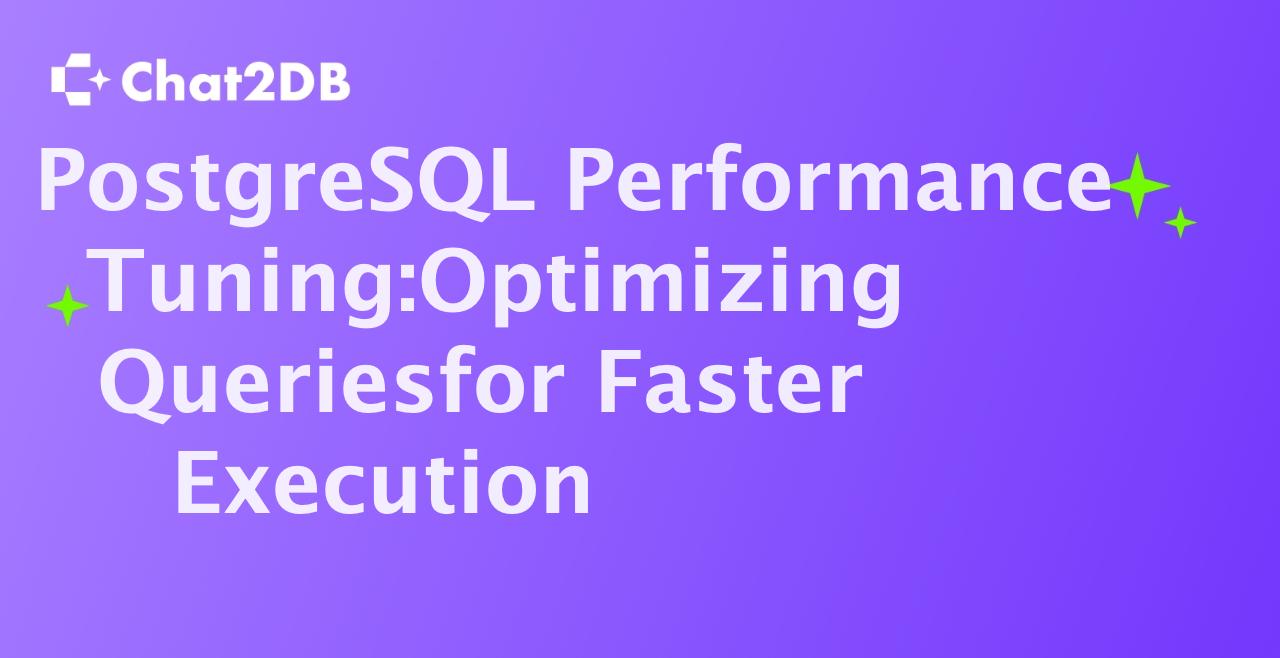 Chat2DB
PostgreSQL Performance
Tuning:Optimizing
Queriesfor Faster
Execution